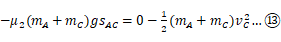 −μ₂(m_A + m_C)gs_AC = 0 − ½(m_A + m_C)v_C² …⑬